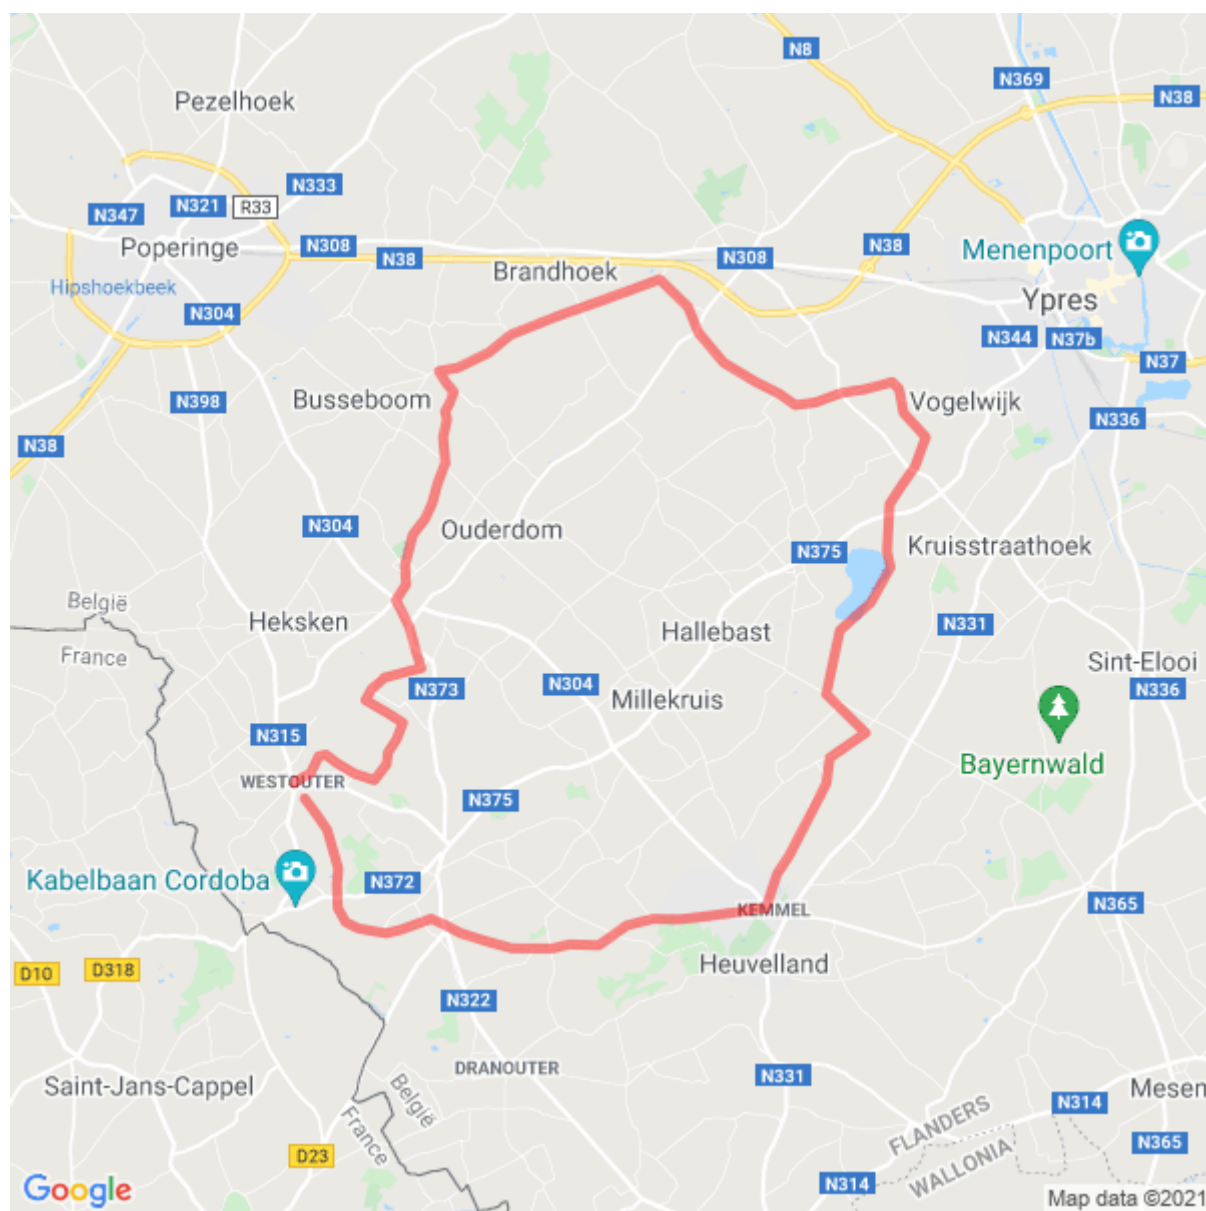 N8
N369
N38
Pezelhoek
N333
N321
R33
N347
Poperinge
N308
N38
N38
N308
Menenpoort
Brandhoek
Hipshoekbeek
Ypres
N304
N344
N37b
N37
Busseboom
N398
Vogelwijk
N336
N38
N304
Ouderdom
N375
Kruisstraathoek
België
Heksken
Hallebast
N331
France
Sint-Elooi
N373
N304
N336
Millekruis
N315
WESTOUTER
Bayernwald
N375
Kabelbaan Cordoba
N372
KEMMEL
N365
Heuvelland
D10
D318
N322
DRANOUTER
Saint-Jans-Cappel
België
N331
Mesen
N314
France
FLANDERS
N365
D23
WALLONIA
Google
N314
Map data ©2021